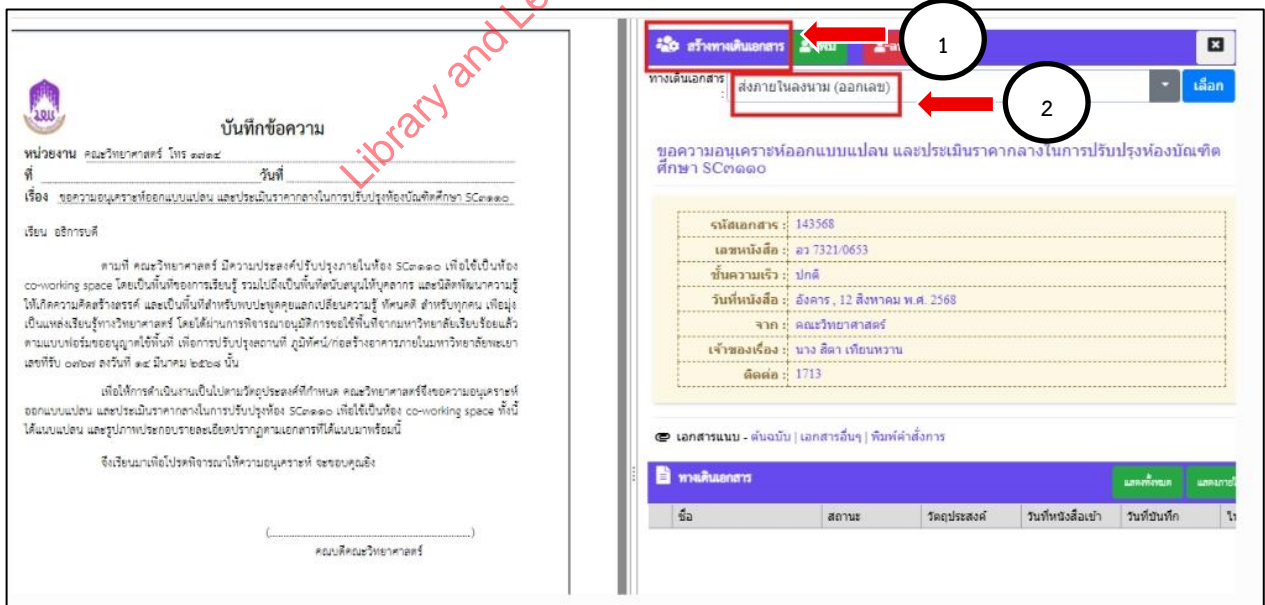 บันทึกข้อความ
หน่วยงาน คณะวิทยาศาสตร์ โทร ๑๗๑๔
ที่ วันที่
เรื่อง ขอความอนุเคราะห์ออกแบบแปลน และประเมินราคากลางในการปรับปรุงห้องบัณฑิตศึกษา SC๓๑๑๐
เรียน อธิการบดี
ตามที่ คณะวิทยาศาสตร์ มีความประสงค์ปรับปรุงภายในห้อง SC๓๑๑๐ เพื่อใช้เป็นห้อง
co-working space โดยเป็นพื้นที่ของการเรียนรู้ รวมไปถึงเป็นพื้นที่สนับสนุนให้บุคลากร และนิสิตพัฒนาความรู้
ให้เกิดความคิดสร้างสรรค์ และเป็นพื้นที่สำหรับพบปะพูดคุยแลกเปลี่ยนความรู้ ทัศนคติ สำหรับทุกคน เพื่อมุ่ง
เป็นแหล่งเรียนรู้ทางวิทยาศาสตร์ โดยได้ผ่านการพิจารณาอนุมัติการขอใช้พื้นที่จากมหาวิทยาลัยเรียบร้อยแล้ว
ตามแบบฟอร์มขออนุญาตใช้พื้นที่ เพื่อการปรับปรุงสถานที่ ภูมิทัศน์/ก่อสร้างอาคารภายในมหาวิทยาลัยพะเยา
เลขที่รับ ลงวันที่ ๑๔ มีนาคม ๒๕๖๘ นั้น
เพื่อให้การดำเนินงานเป็นไปตามวัตถุประสงค์ที่กำหนด คณะวิทยาศาสตร์จึงขอความอนุเคราะห์
ออกแบบแปลน และประเมินราคากลางในการปรับปรุงห้อง SC๓๑๑๐ เพื่อใช้เป็นห้อง co-working space ทั้งนี้
ได้แนบแปลน และรูปภาพประกอบรายละเอียดปรากฏตามเอกสารที่ได้แนบมาพร้อมนี้
จึงเรียนมาเพื่อโปรดพิจารณาให้ความอนุเคราะห์ จะขอบคุณยิ่ง
(..........................................................)
คณบดีคณะวิทยาศาสตร์
Library and Le
สร้างทางเดินเอกสาร
1
ทางเดินเอกสาร :
ส่งภายในลงนาม (ออกเลข)
เลือก
2
ขอความอนุเคราะห์ออกแบบแปลน และประเมินราคากลางในการปรับปรุงห้องบัณฑิต
ศึกษา SC๓๑๑๐
รหัสเอกสาร : 143568
เลขหนังสือ : อว 7321/0653
ชั้นความเร็ว : ปกติ
วันที่หนังสือ : อังคาร , 12 สิงหาคม พ.ศ. 2568
จาก : คณะวิทยาศาสตร์
เจ้าของเรื่อง : นาง สิตา เทียนหวาน
ติดต่อ : 1713
เอกสารแนบ - ต้นฉบับ | เอกสารอื่นๆ | พิมพ์คำสั่งการ
ทางเดินเอกสาร
แสดงทั้งหมด
ชื่อ สถานะ วัตถุประสงค์ วันที่หนังสือเข้า วันที่บันทึก